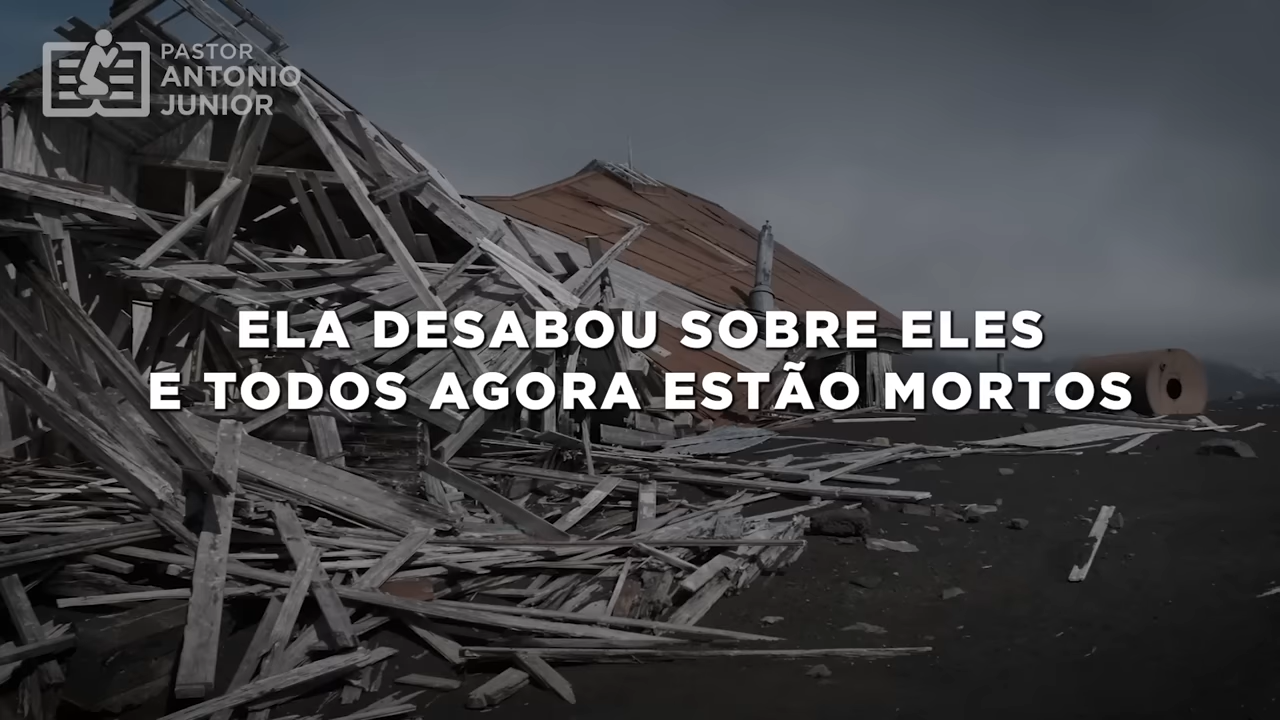 PASTOR
ANTONIO
JUNIOR
ELA DESABOU SOBRE ELES
E TODOS AGORA ESTÃO MORTOS